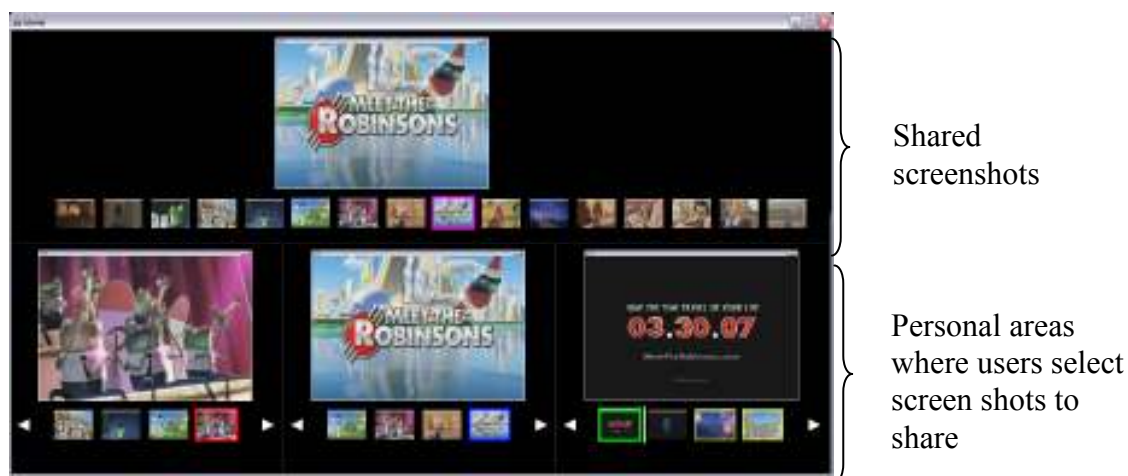 MEET THE
ROBINSONS
Shared
screenshots
MEET THE
ROBINSONS
03.30.07
Personal areas
where users select
screen shots to
share